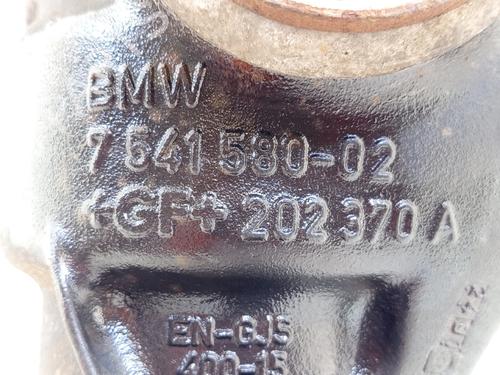 BMW
7 541 580-02
+GF+ 202 370 A
EN-GJS
400-15